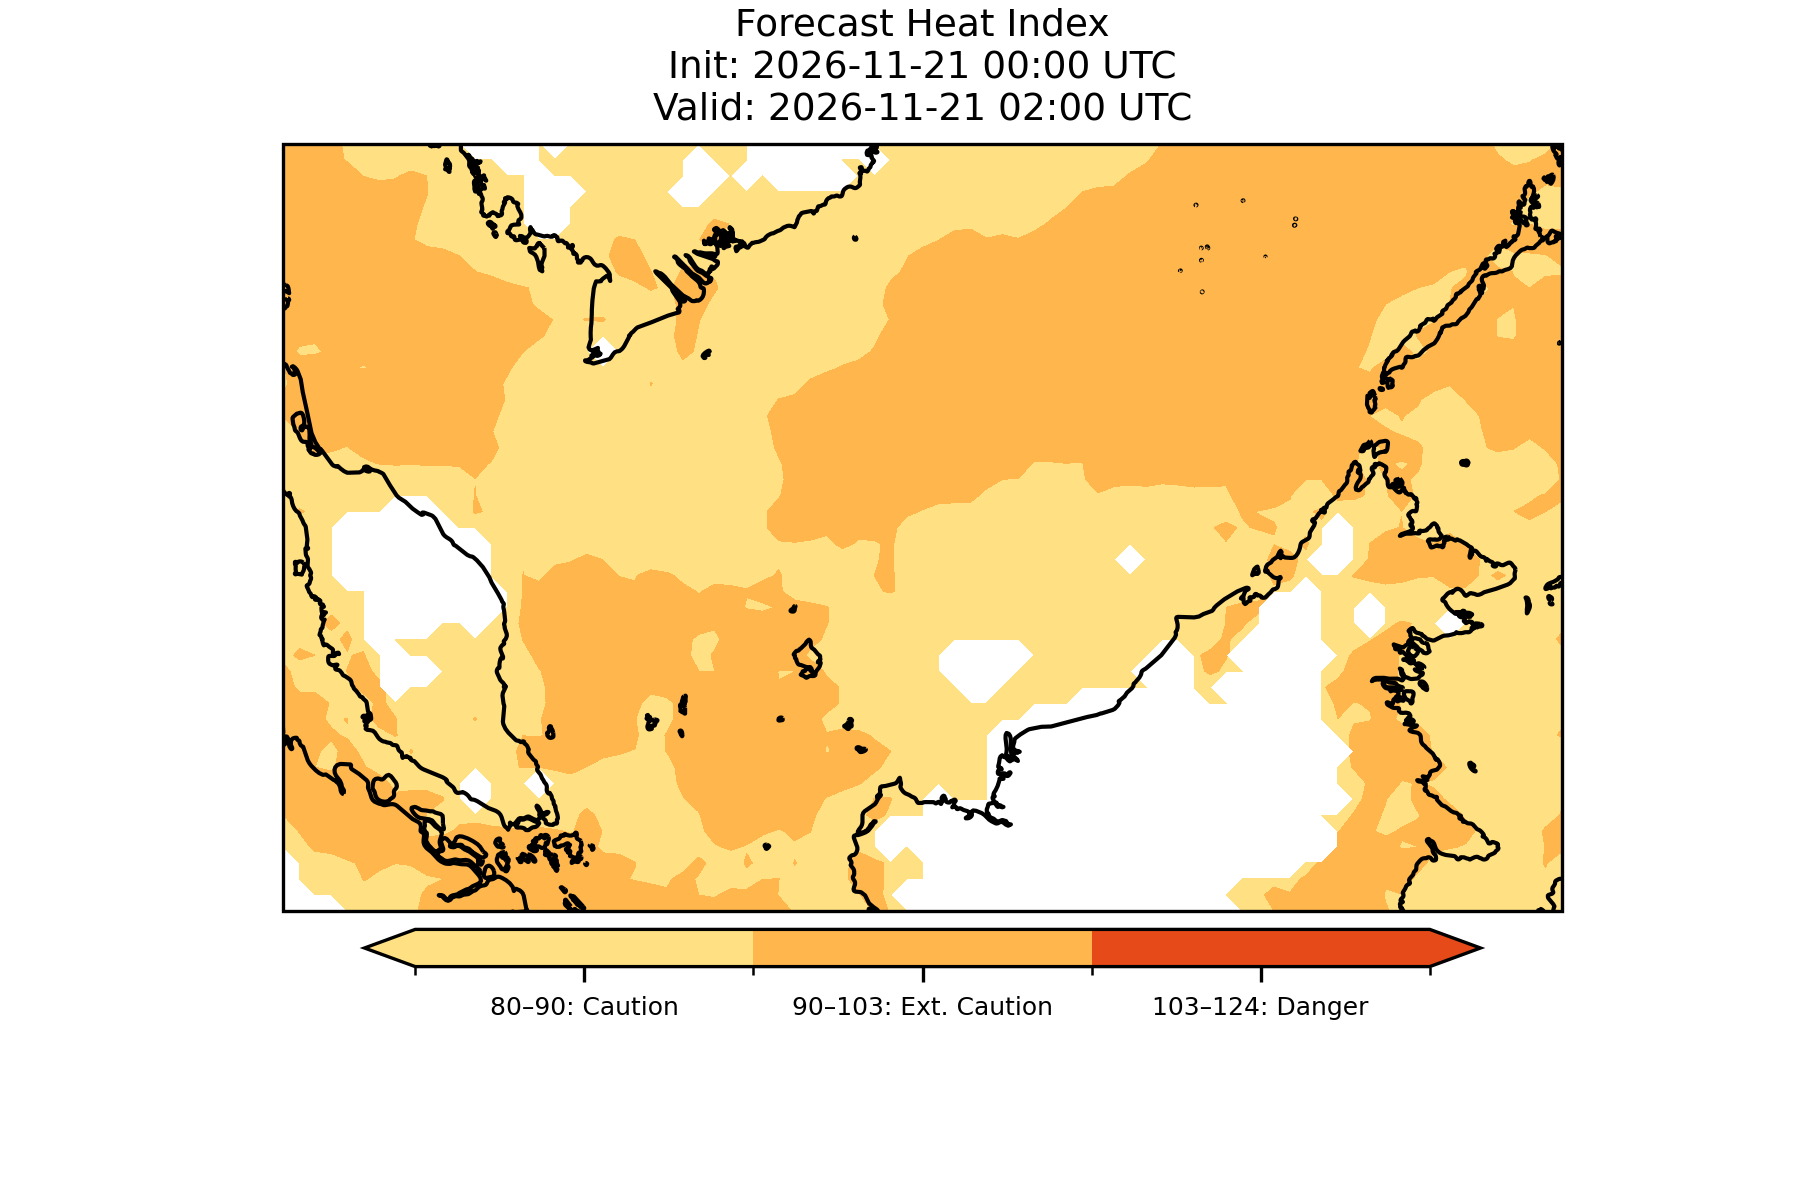 Forecast Heat Index
Init: 2026-11-21 00:00 UTC
Valid: 2026-11-21 02:00 UTC
80–90: Caution
90–103: Ext. Caution
103–124: Danger